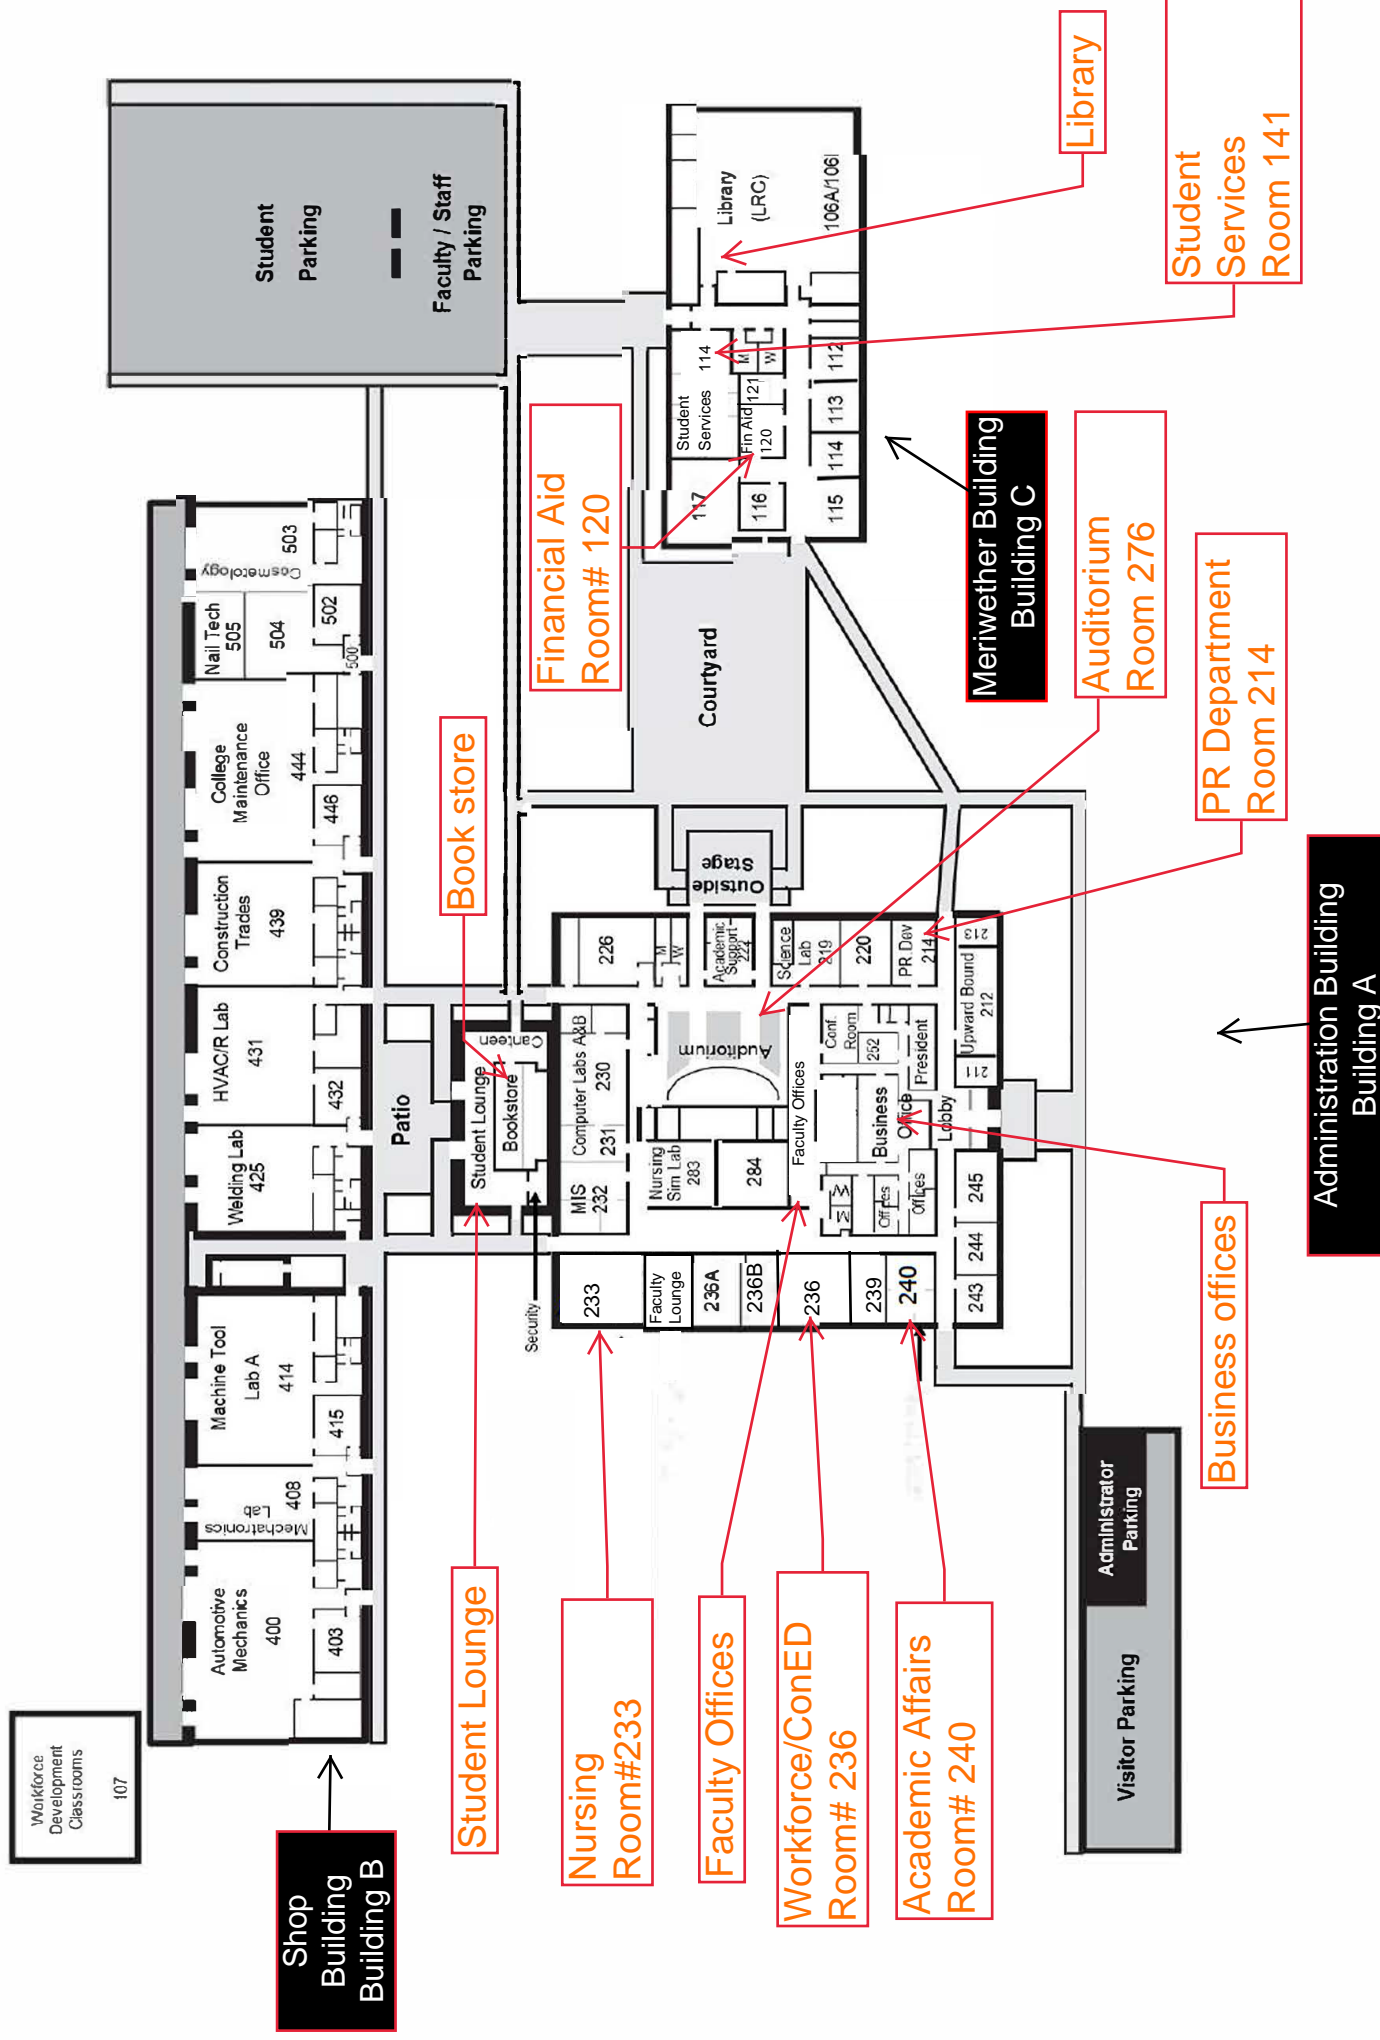 Workforce
Development
Classrooms
107
Shop
Building
Building B
Automotive
Mechanics
400
403
Mechatronics
Lab
408
Machine Tool
Lab A
414
415
Welding Lab
425
HVAC/R Lab
431
432
Construction
Trades
439
College
Maintenance
Office
444
446
Nail Tech
505
504
500
502
Cosmetology
503
Student
Parking
Faculty / Staff
Parking
Patio
Student Lounge
Bookstore
Canteen
Security
Book store
Student Lounge
Nursing
Room#233
Faculty Offices
Workforce/ConED
Room# 236
Academic Affairs
Room# 240
233
Faculty
Lounge
236A
236B
236
239
240
243
244
245
MIS
232
231
Computer Labs A&B
230
226
M
W
Nursing
Sim Lab
283
284
Auditorium
Academic
Support
222
Outside
Stage
Science
Lab
219
220
PR Dev
214
213
Upward Bound
212
211
Faculty Offices
Conf.
Room
252
President
Business
Office
Lobby
Offices
Offices
M
W
Courtyard
Financial Aid
Room# 120
117
116
115
114
113
112
Student
Services
114
Fin Aid
120
121
M
W
Library
(LRC)
106A/106I
Library
Student
Services
Room 141
Meriwether Building
Building C
Auditorium
Room 276
PR Department
Room 214
Business offices
Administration Building
Building A
Administrator
Parking
Visitor Parking